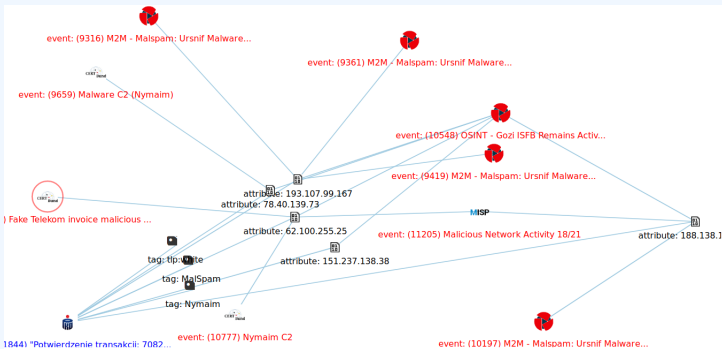 event: (9316) M2M - Malspam: Ursnif Malware...
event: (9361) M2M - Malspam: Ursnif Malware...
event: (9659) Malware C2 (Nymaim)
event: (10548) OSINT - Gozi ISFB Remains Activ...
event: (9419) M2M - Malspam: Ursnif Malware...
attribute: 193.107.99.167
attribute: 78.40.139.73
) Fake Telekom invoice malicious ...
attribute: 62.100.255.25
MISP
event: (11205) Malicious Network Activity 18/21
attribute: 188.138.1
tag: tlp:white
attribute: 151.237.138.38
tag: MalSpam
tag: Nymaim
event: (10777) Nymaim C2
1844) "Potwierdzenie transakcji: 7082...
event: (10197) M2M - Malspam: Ursnif Malware...